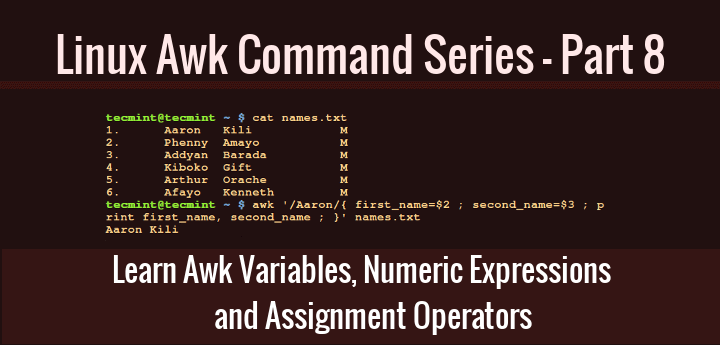 Linux Awk Command Series - Part 8
tecmint@tecmint ~ $ cat names.txt
1. Aaron Kili M
2. Phenny Amayo M
3. Addyan Barada M
4. Kiboko Gift M
5. Arthur Orache M
6. Afayo Kenneth M
tecmint@tecmint ~ $ awk '/Aaron/{ first_name=$2 ; second_name=$3 ; p
rint first_name, second_name ; }' names.txt
Aaron Kili
Learn Awk Variables, Numeric Expressions
and Assignment Operators